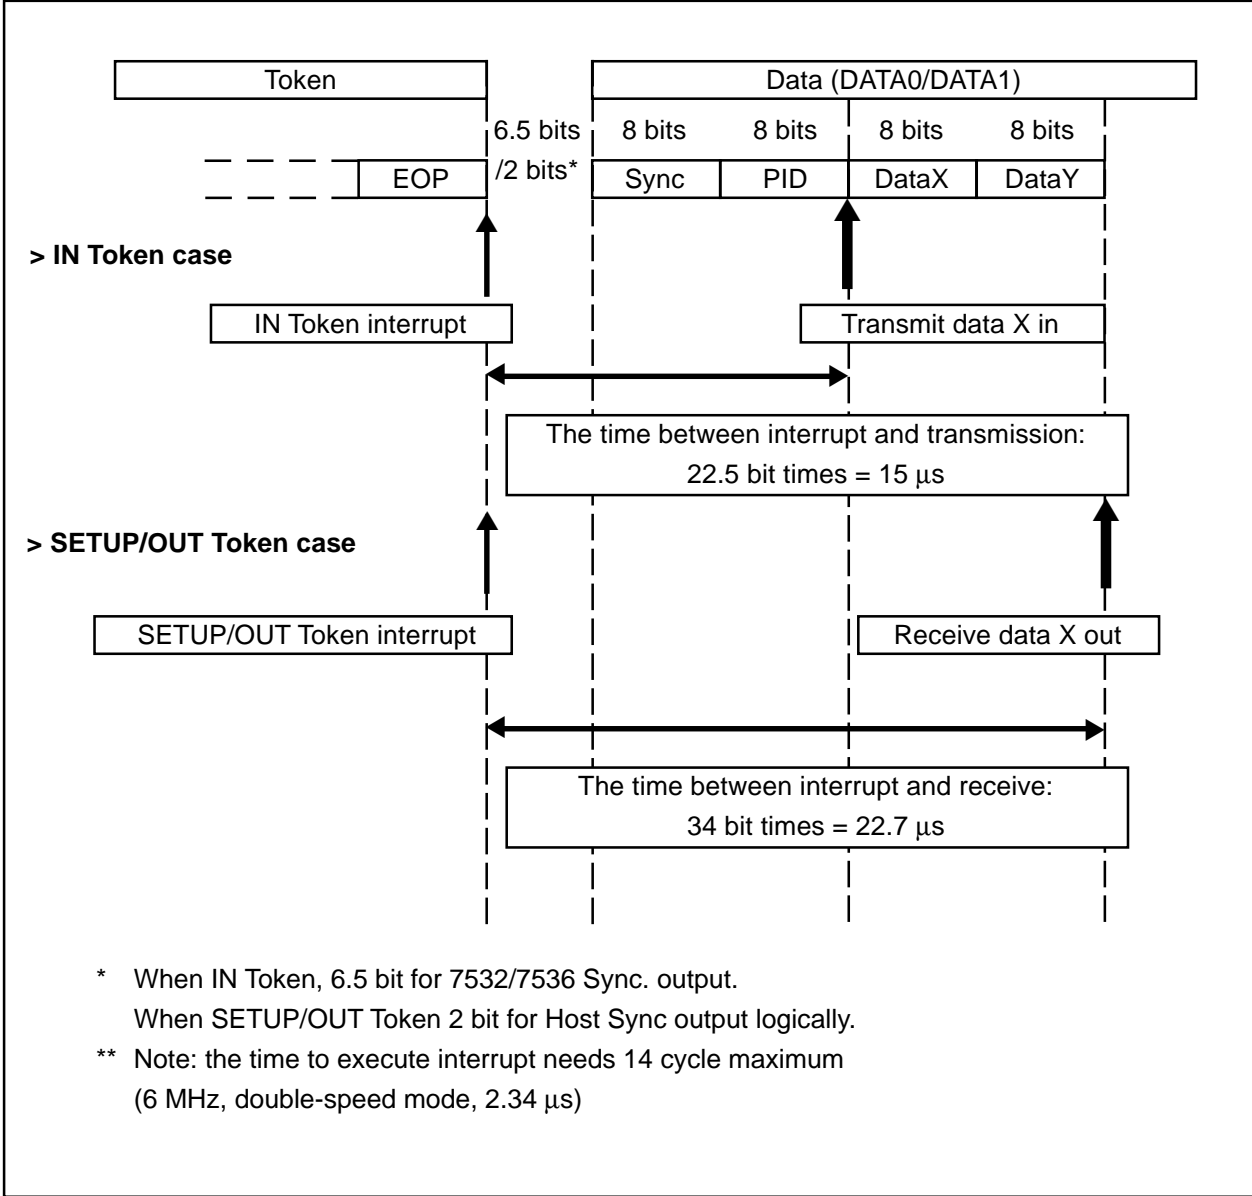 Token
Data (DATA0/DATA1)
6.5 bits
/2 bits*
8 bits
8 bits
8 bits
8 bits
EOP
Sync
PID
DataX
DataY
> IN Token case
IN Token interrupt
Transmit data X in
The time between interrupt and transmission:
22.5 bit times = 15 μs
> SETUP/OUT Token case
SETUP/OUT Token interrupt
Receive data X out
The time between interrupt and receive:
34 bit times = 22.7 μs
* When IN Token, 6.5 bit for 7532/7536 Sync. output.
When SETUP/OUT Token 2 bit for Host Sync output logically.
** Note: the time to execute interrupt needs 14 cycle maximum
(6 MHz, double-speed mode, 2.34 μs)